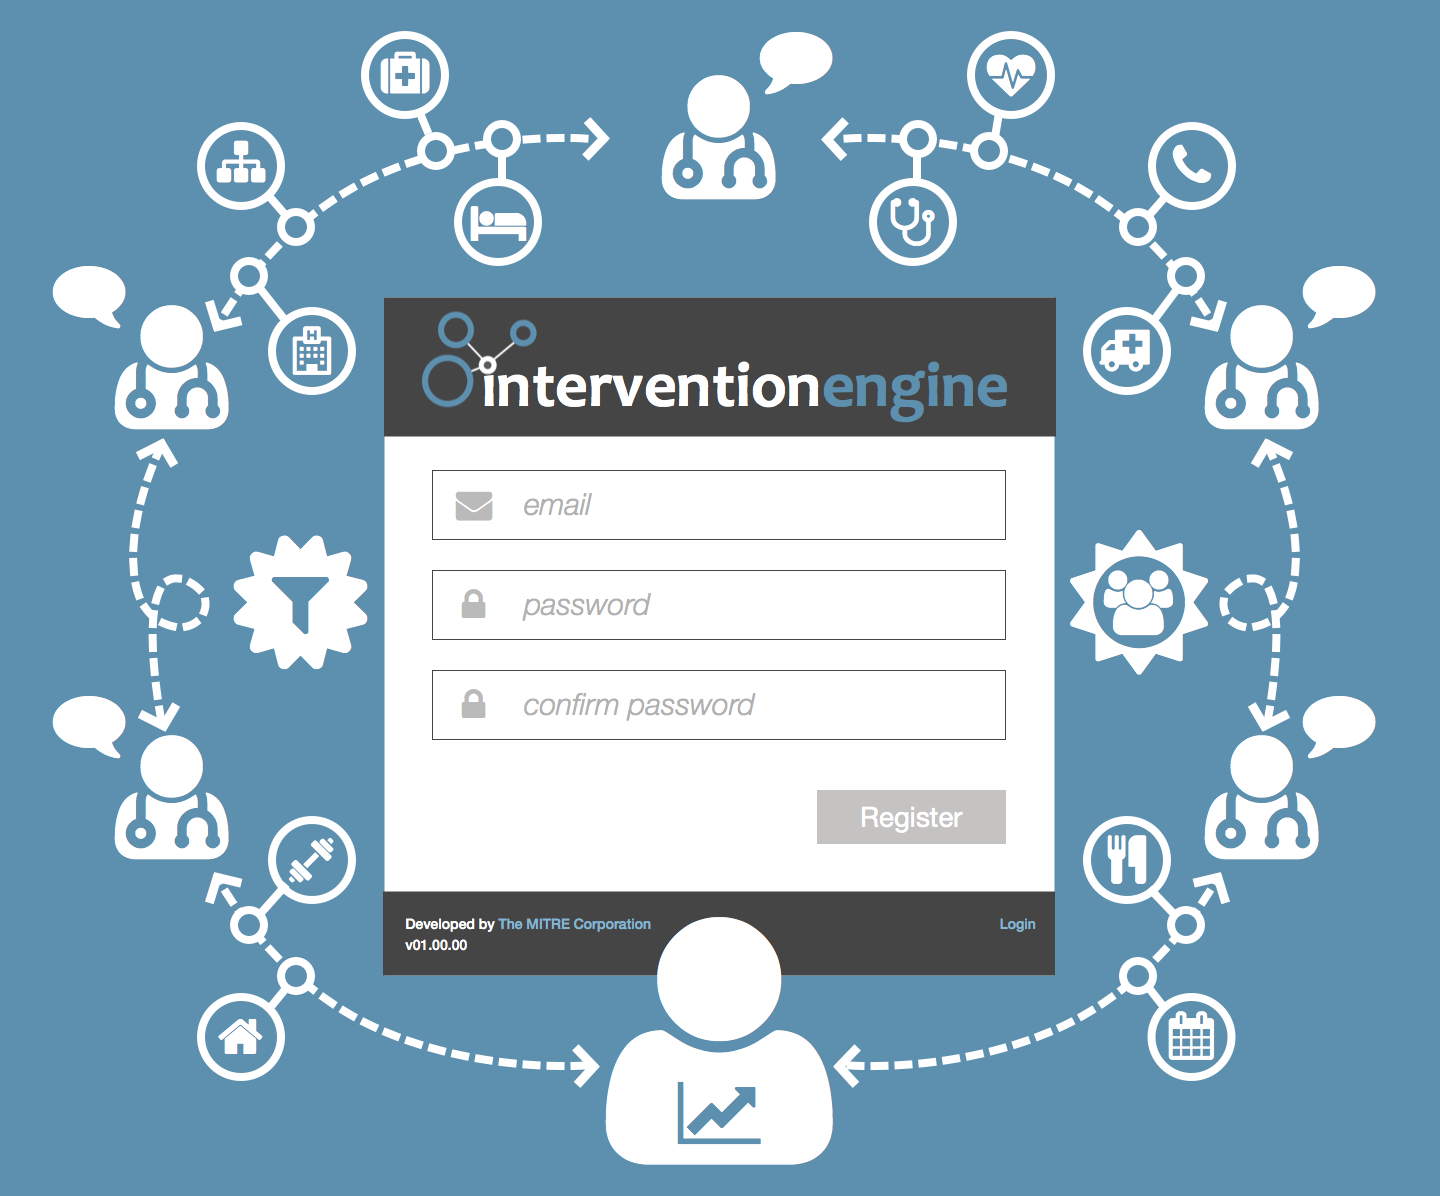 H
interventionengine
email
password
confirm password
Register
Developed by The MITRE Corporation
Login
v01.00.00